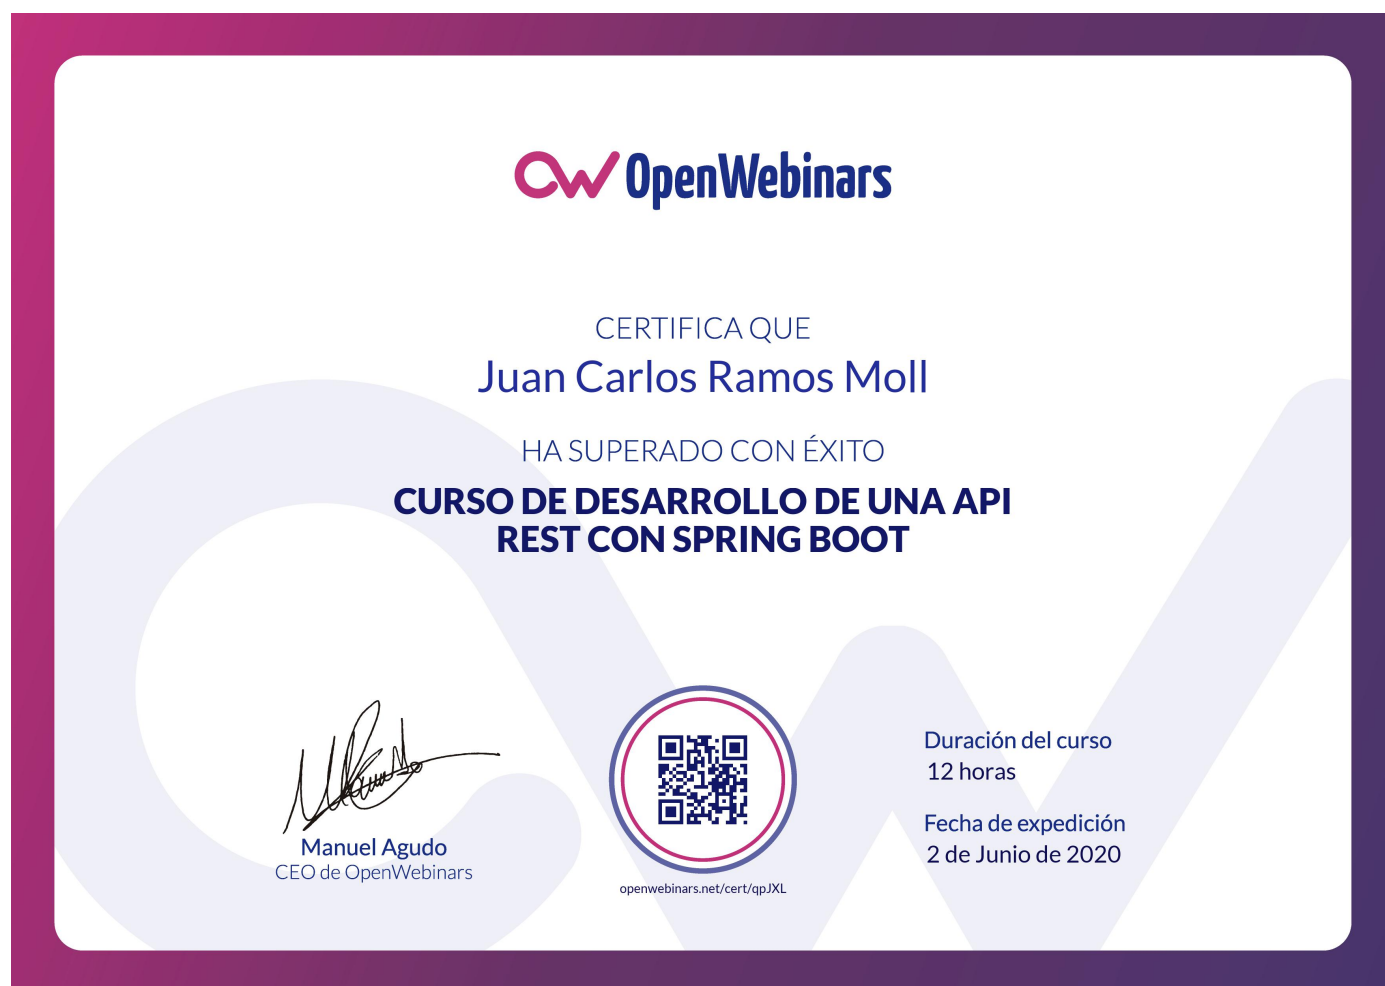 OpenWebinars
CERTIFICA QUE
Juan Carlos Ramos Moll
HA SUPERADO CON ÉXITO
CURSO DE DESARROLLO DE UNA API
REST CON SPRING BOOT
Manuel Agudo
CEO de OpenWebinars
openwebinars.net/cert/qpJXL
Duración del curso
12 horas
Fecha de expedición
2 de Junio de 2020